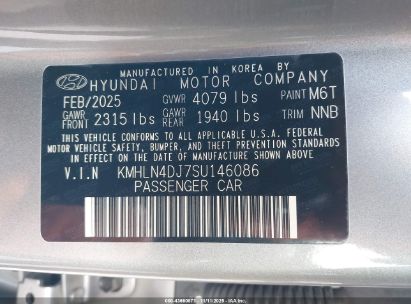 MANUFACTURED IN KOREA BY
HYUNDAI MOTOR COMPANY
FEB/2025 GVWR 4079 lbs PAINT M6T
GAWR FRONT 2315 lbs GAWR REAR 1940 lbs TRIM NNB
THIS VEHICLE CONFORMS TO ALL APPLICABLE U.S.A. FEDERAL
MOTOR VEHICLE SAFETY, BUMPER, AND THEFT PREVENTION STANDARDS
IN EFFECT ON THE DATE OF MANUFACTURE SHOWN ABOVE.
V.I.N KMHLN4DJ7SU146086
PASSENGER CAR